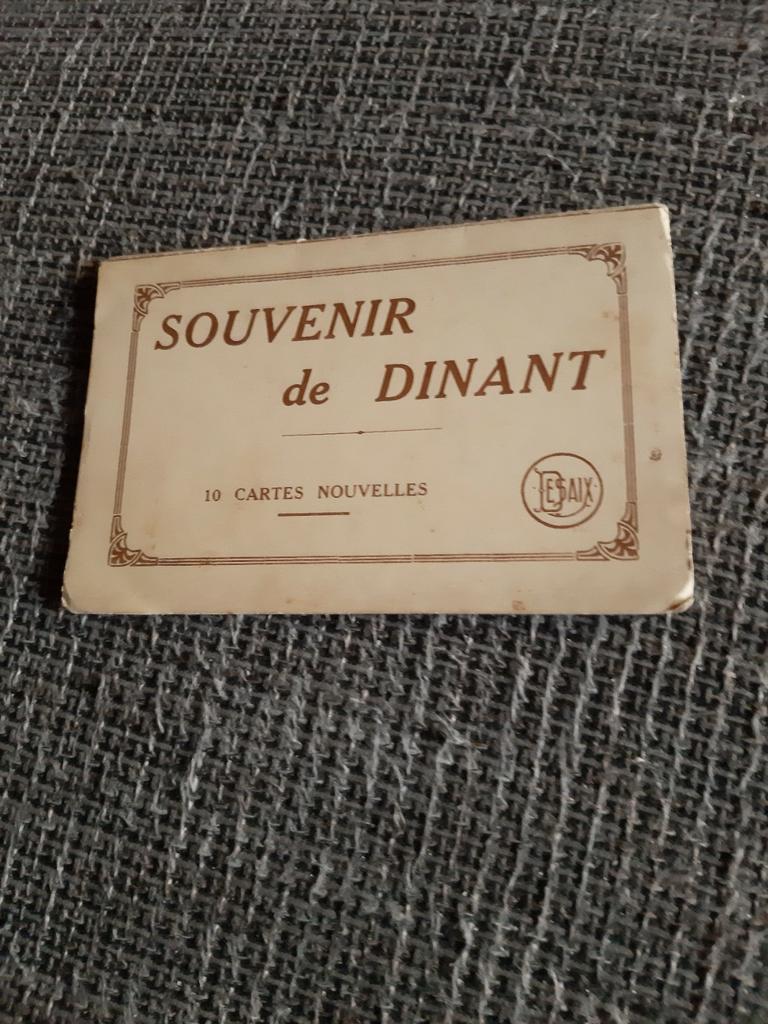 SOUVENIR
de DINANT
10 CARTES NOUVELLES
DESAIX